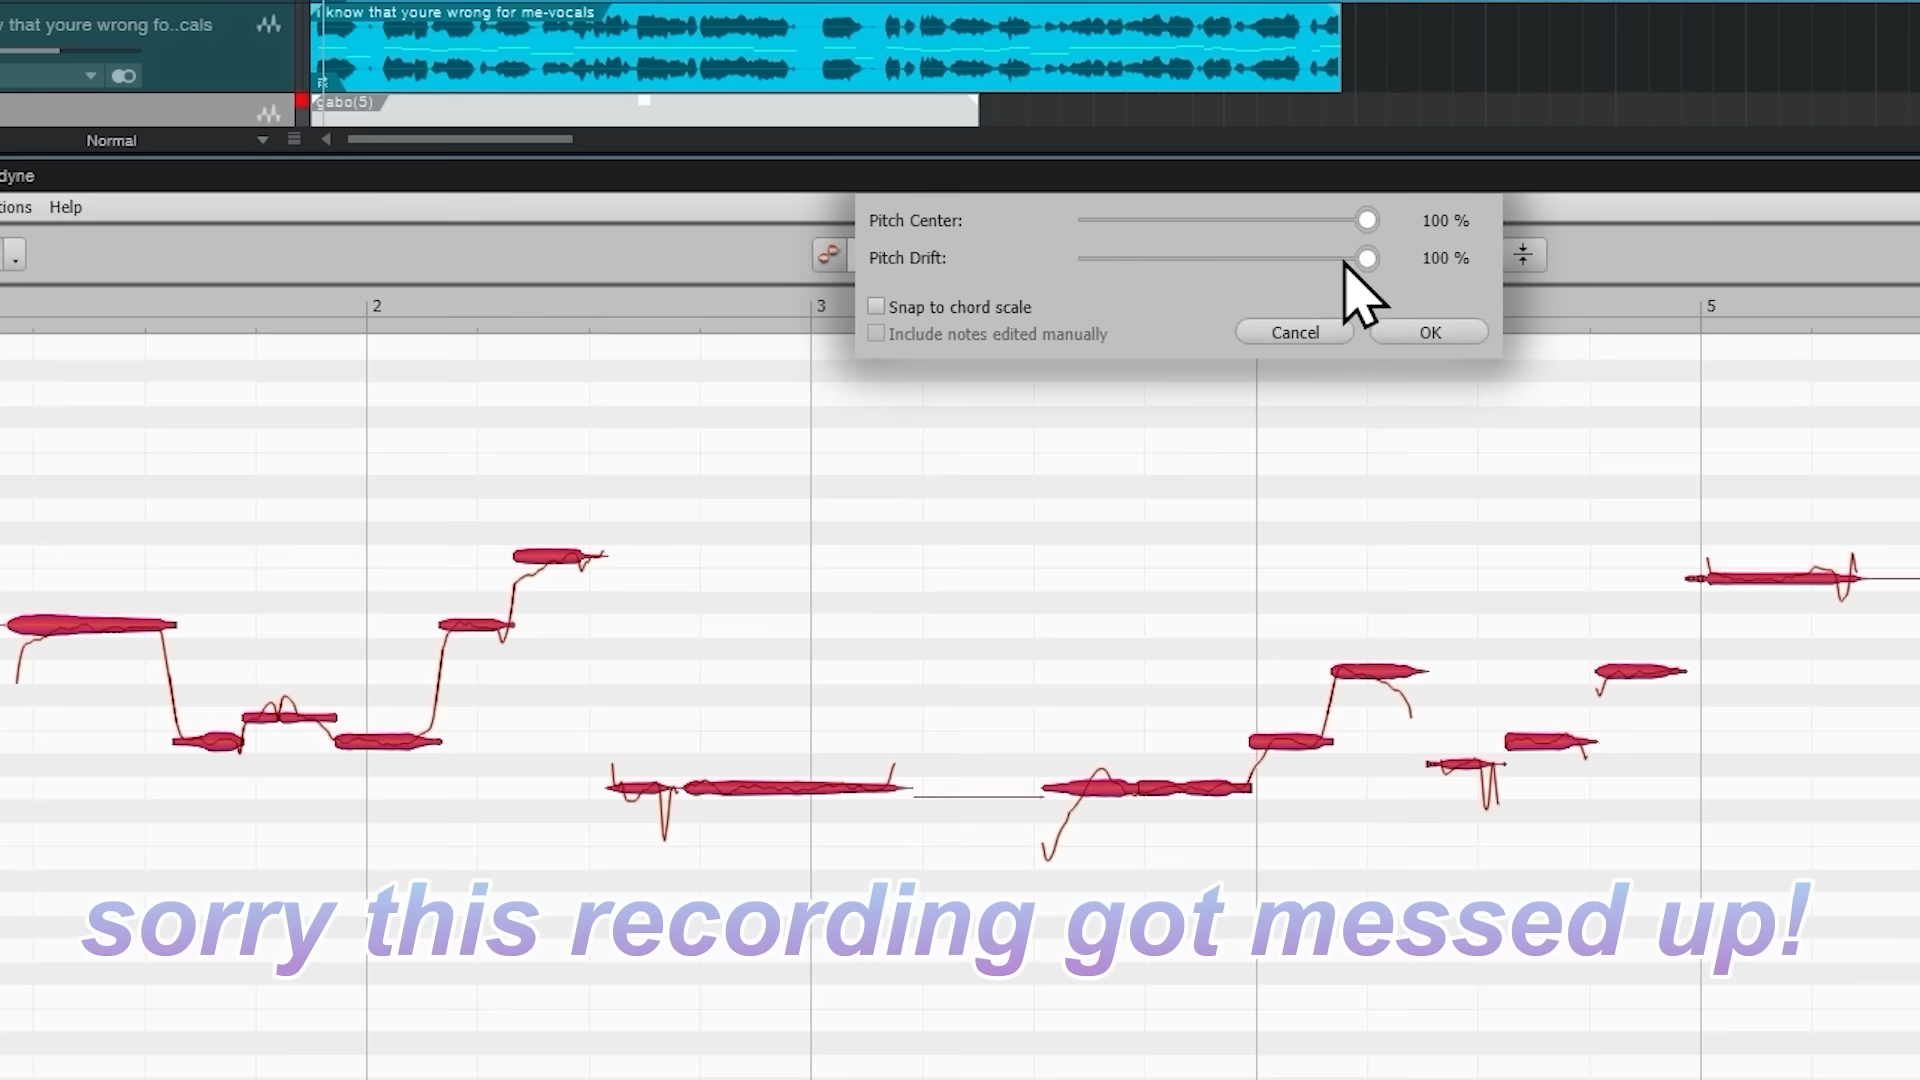 i know that youre wrong for me-vocals
y that youre wrong fo..cals
gabo(5)
Normal
dyne
tions Help
Pitch Center: 100 %
Pitch Drift: 100 %
Snap to chord scale
Include notes edited manually
Cancel OK
2 3 5
sorry this recording got messed up!